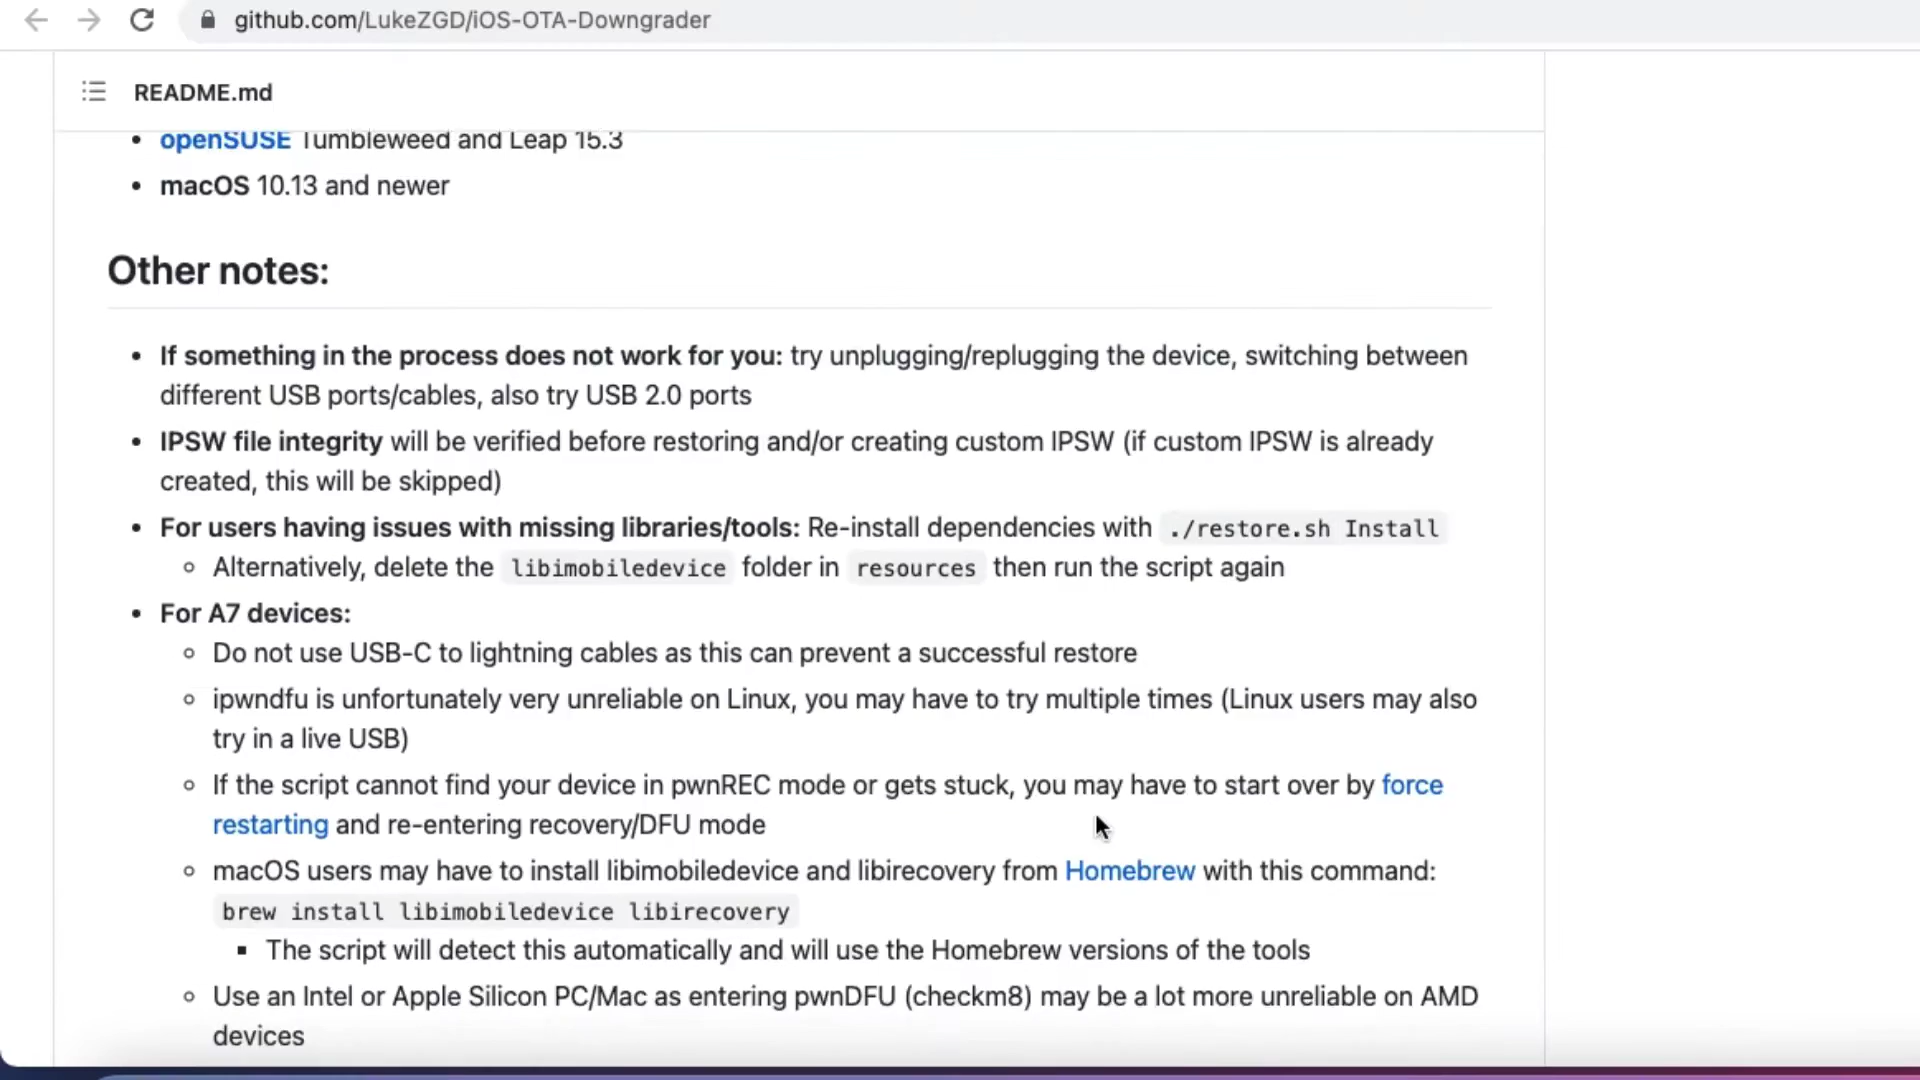 github.com/LukeZGD/iOS-OTA-Downgrader
README.md
• openSUSE Tumbleweed and Leap 15.3
• macOS 10.13 and newer
Other notes:
• If something in the process does not work for you: try unplugging/replugging the device, switching between
different USB ports/cables, also try USB 2.0 ports
• IPSW file integrity will be verified before restoring and/or creating custom IPSW (if custom IPSW is already
created, this will be skipped)
• For users having issues with missing libraries/tools: Re-install dependencies with ./restore.sh Install
◦ Alternatively, delete the libimobiledevice folder in resources then run the script again
• For A7 devices:
◦ Do not use USB-C to lightning cables as this can prevent a successful restore
◦ ipwndfu is unfortunately very unreliable on Linux, you may have to try multiple times (Linux users may also
try in a live USB)
◦ If the script cannot find your device in pwnREC mode or gets stuck, you may have to start over by force
restarting and re-entering recovery/DFU mode
◦ macOS users may have to install libimobiledevice and libirecovery from Homebrew with this command:
brew install libimobiledevice libirecovery
▪ The script will detect this automatically and will use the Homebrew versions of the tools
◦ Use an Intel or Apple Silicon PC/Mac as entering pwnDFU (checkm8) may be a lot more unreliable on AMD
devices